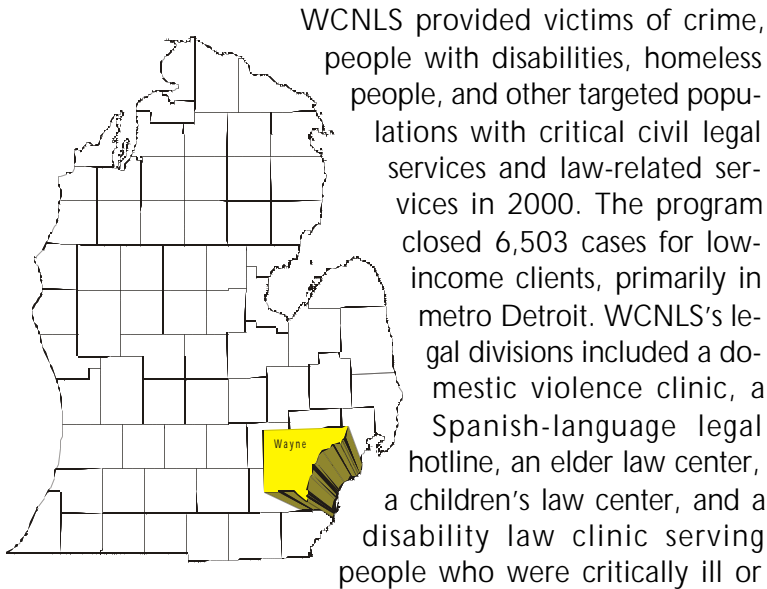 WCNLS provided victims of crime,
people with disabilities, homeless
people, and other targeted popu-
lations with critical civil legal
services and law-related ser-
vices in 2000. The program
closed 6,503 cases for low-
income clients, primarily in
metro Detroit. WCNLS's le-
gal divisions included a do-
mestic violence clinic, a
Spanish-language legal
hotline, an elder law center,
a children's law center, and a
disability law clinic serving
people who were critically ill or
Wayne